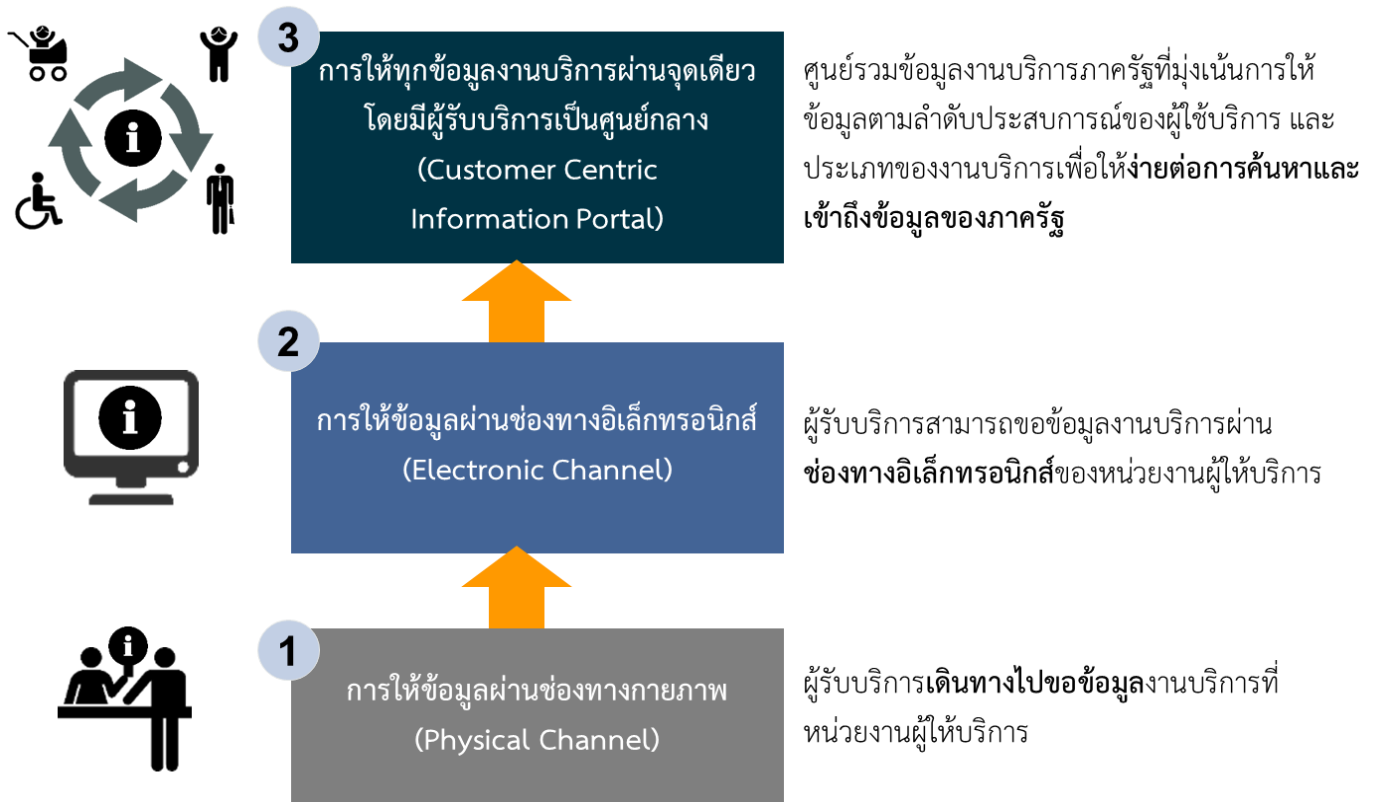 3
การให้ทุกข้อมูลงานบริการผ่านจุดเดียว
โดยมีผู้รับบริการเป็นศูนย์กลาง
(Customer Centric
Information Portal)
ศูนย์รวมข้อมูลงานบริการภาครัฐที่มุ่งเน้นการให้
ข้อมูลตามลำดับประสบการณ์ของผู้ใช้บริการ และ
ประเภทของงานบริการเพื่อให้ง่ายต่อการค้นหาและ
เข้าถึงข้อมูลของภาครัฐ
i
2
การให้ข้อมูลผ่านช่องทางอิเล็กทรอนิกส์
(Electronic Channel)
ผู้รับบริการสามารถขอข้อมูลงานบริการผ่าน
ช่องทางอิเล็กทรอนิกส์ของหน่วยงานผู้ให้บริการ
i
1
การให้ข้อมูลผ่านช่องทางกายภาพ
(Physical Channel)
ผู้รับบริการเดินทางไปขอข้อมูลงานบริการที่
หน่วยงานผู้ให้บริการ
i